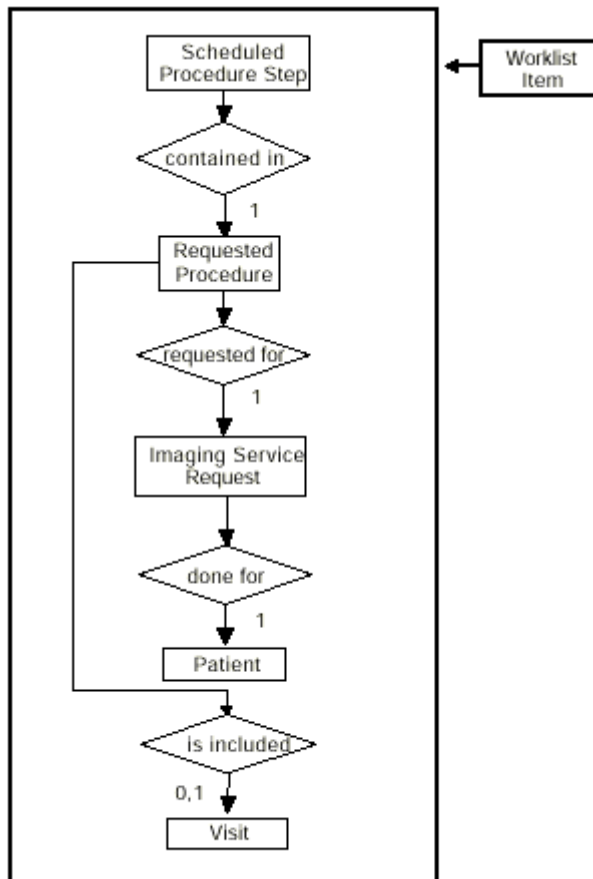 Scheduled
Procedure Step
Worklist
Item
contained in
1
Requested
Procedure
requested for
1
Imaging Service
Request
done for
1
Patient
is included
0,1
Visit